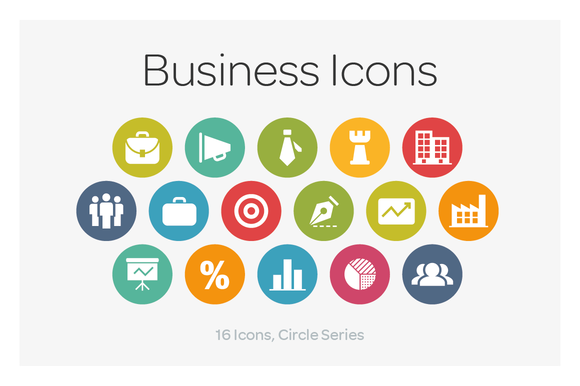 Business Icons
%
16 Icons, Circle Series